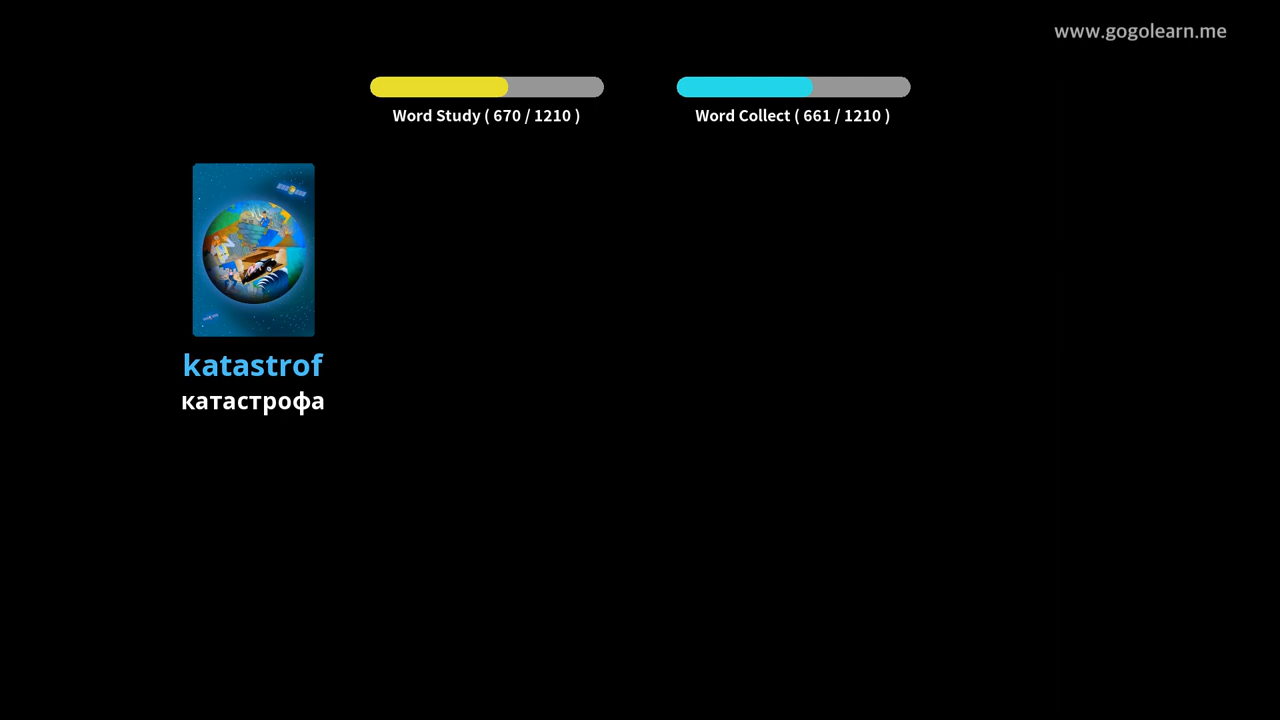 www.gogolearn.me
Word Study ( 670 / 1210 )
Word Collect ( 661 / 1210 )
katastrof
катастрофа